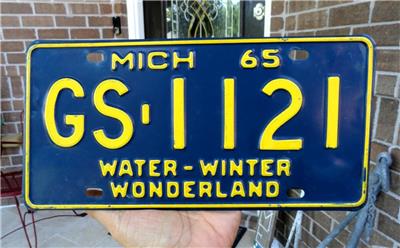 MICH 65
GS-1121
WATER-WINTER
WONDERLAND